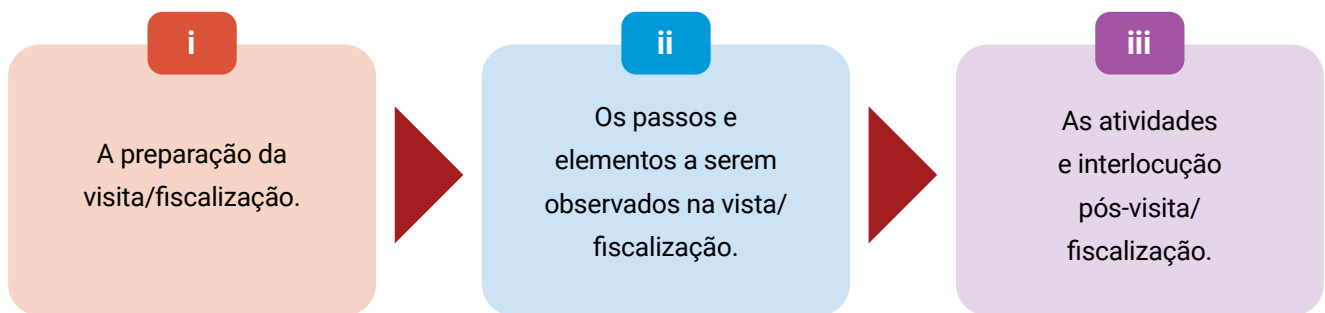 i
A preparação da
visita/fiscalização.
ii
Os passos e
elementos a serem
observados na vista/
fiscalização.
iii
As atividades
e interlocução
pós-visita/
fiscalização.